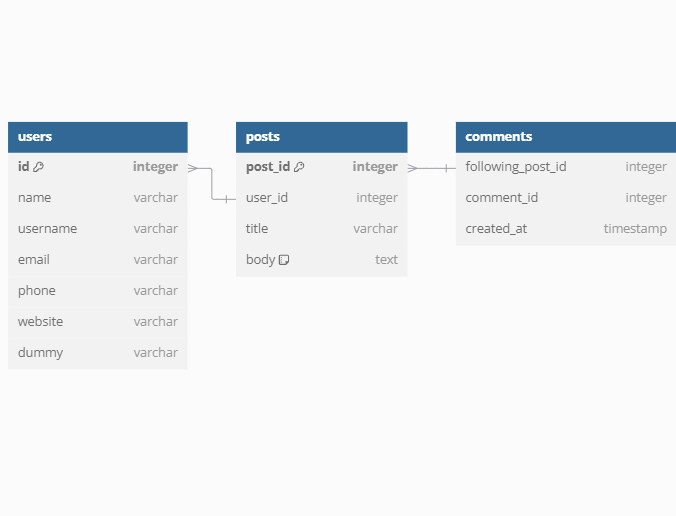 users
id integer
name varchar
username varchar
email varchar
phone varchar
website varchar
dummy varchar
posts
post_id integer
user_id integer
title varchar
body text
comments
following_post_id integer
comment_id integer
created_at timestamp